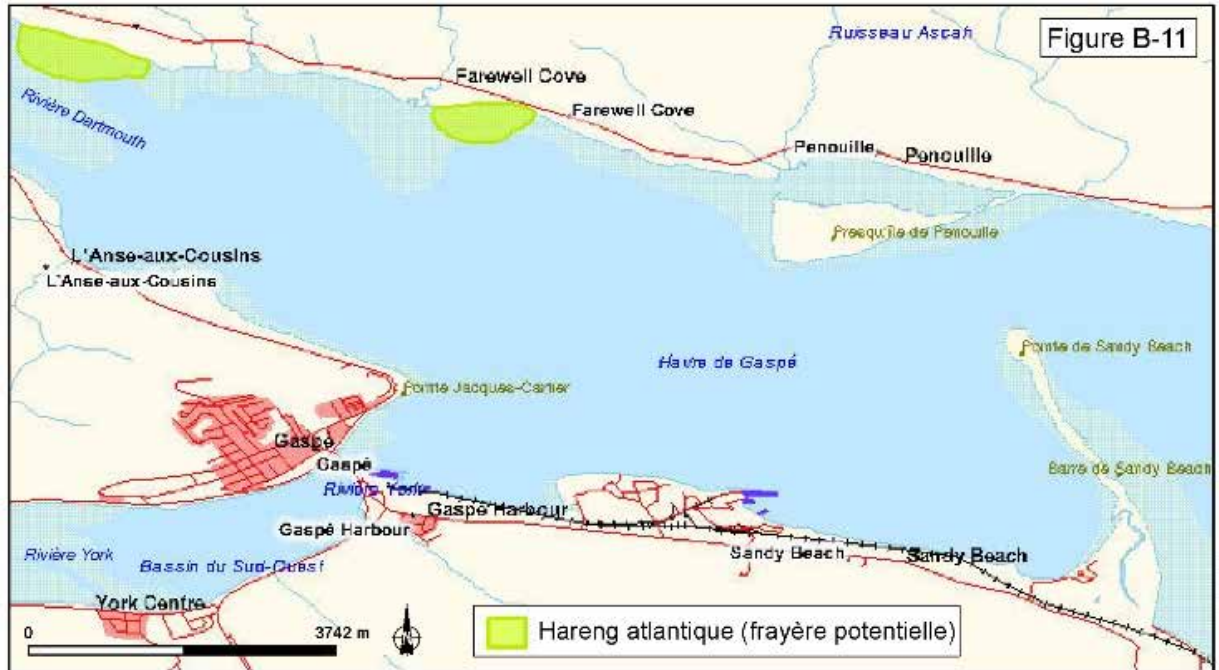 Figure B-11
Ruisseau Ascah
Farewell Cove
Farewell Cove
Rivière Dartmouth
Penouille
Penouille
Presqu'île de Penouille
L'Anse-aux-Cousins
L'Anse-aux-Cousins
Pointe de Sandy Beach
Havre de Gaspé
Pointe Jacques-Cartier
Gaspé
Gaspé
Barre de Sandy Beach
Rivière York
Gaspé Harbour
Gaspé Harbour
Sandy Beach
Sandy Beach
Rivière York
Bassin du Sud-Ouest
York Centre
0
3742 m
Hareng atlantique (frayère potentielle)